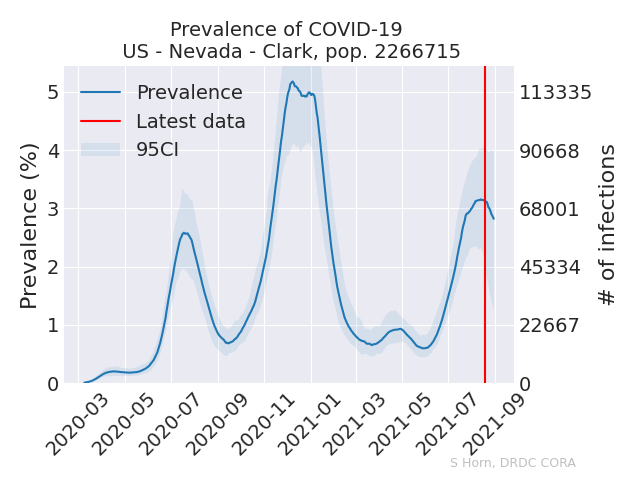 Prevalence of COVID-19
US - Nevada - Clark, pop. 2266715
Prevalence
Latest data
95CI
Prevalence (%)
5
4
3
2
1
0
113335
90668
68001
45334
22667
0
# of infections
2020-03
2020-05
2020-07
2020-09
2020-11
2021-01
2021-03
2021-05
2021-07
2021-09
S Horn, DRDC CORA